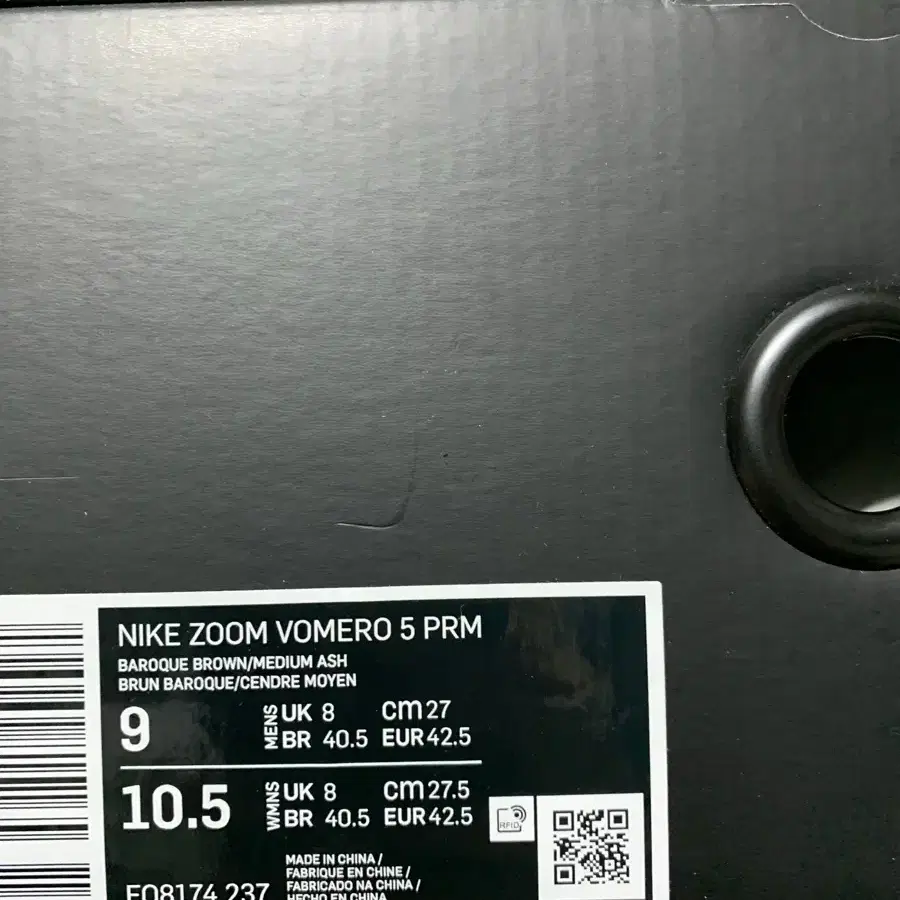 NIKE ZOOM VOMERO 5 PRM
BAROQUE BROWN/MEDIUM ASH
BRUN BAROQUE/CENDRE MOYEN
9 MENS UK 8 cm 27
BR 40.5 EUR 42.5
10.5 WMNS UK 8 cm 27.5
BR 40.5 EUR 42.5
RFID
MADE IN CHINA /
FABRIQUE EN CHINE /
FABRICADO NA CHINA /
HECHO EN CHINA
FQ8174 237